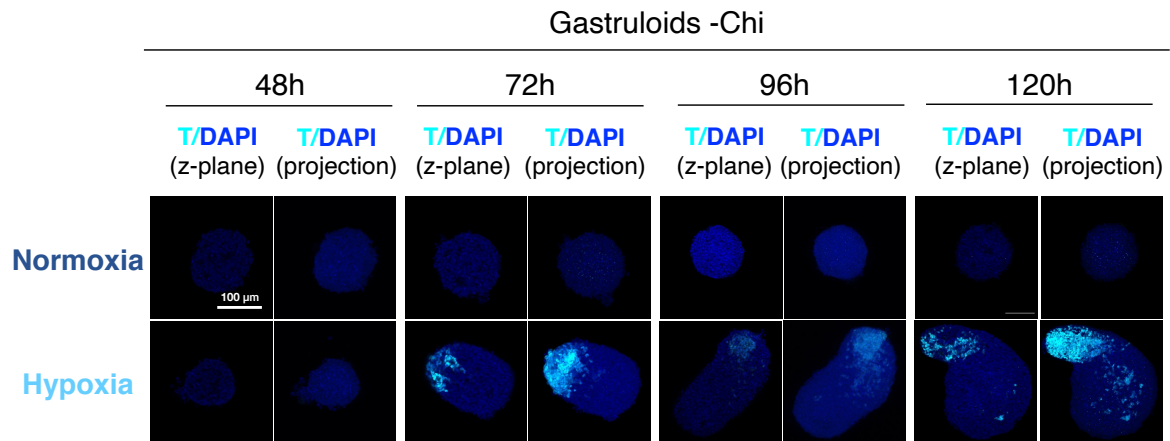 Gastruloids -Chi
48h 72h 96h 120h
T/DAPI T/DAPI T/DAPI T/DAPI T/DAPI T/DAPI T/DAPI T/DAPI
(z-plane) (projection) (z-plane) (projection) (z-plane) (projection) (z-plane) (projection)
Normoxia
100 µm
Hypoxia